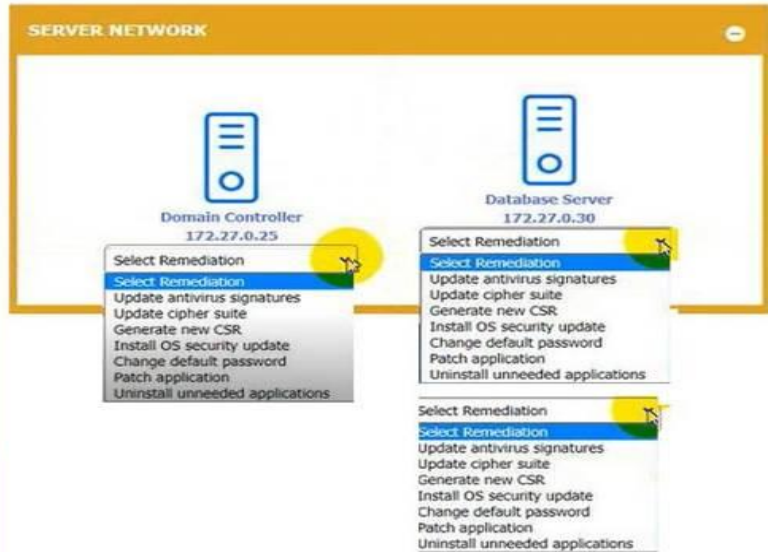 SERVER NETWORK
Domain Controller
172.27.0.25
Select Remediation
Select Remediation
Update antivirus signatures
Update cipher suite
Generate new CSR
Install OS security update
Change default password
Patch application
Uninstall unneeded applications
Database Server
172.27.0.30
Select Remediation
Select Remediation
Update antivirus signatures
Update cipher suite
Generate new CSR
Install OS security update
Change default password
Patch application
Uninstall unneeded applications
Select Remediation
Select Remediation
Update antivirus signatures
Update cipher suite
Generate new CSR
Install OS security update
Change default password
Patch application
Uninstall unneeded applications